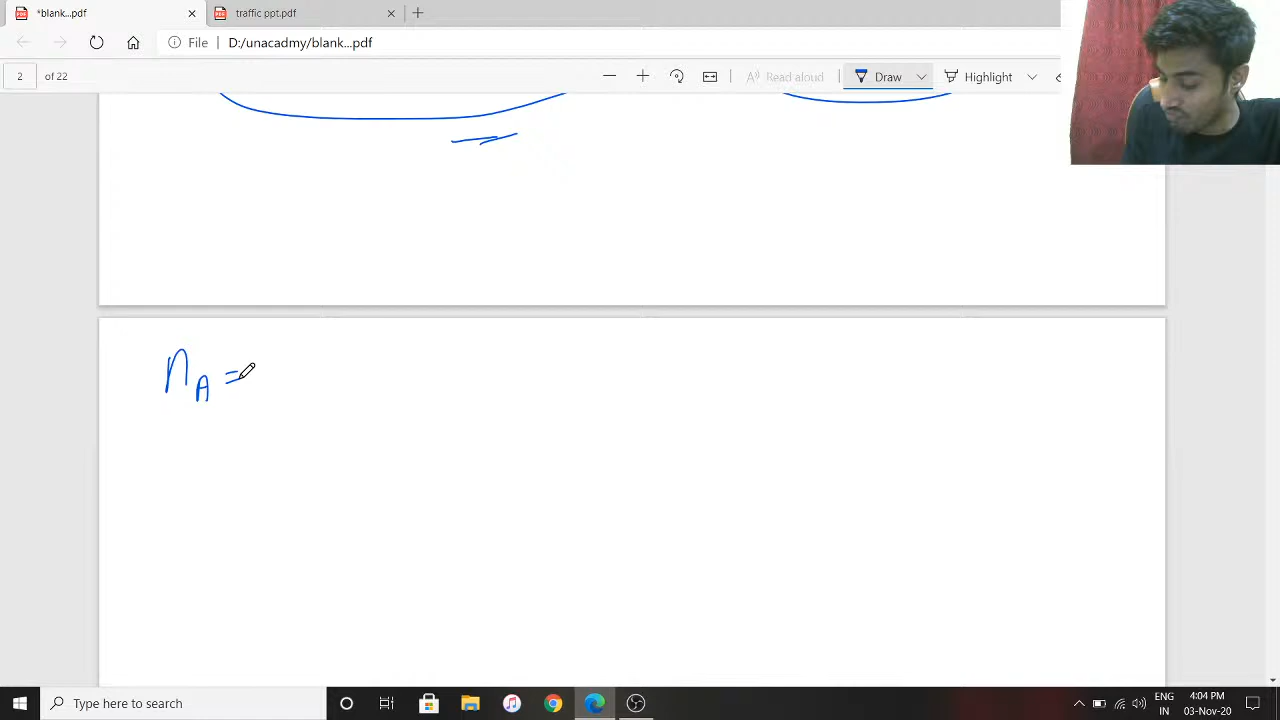 *blank...pdf
traffic ppt.pdf
File
D:/unacadmy/blank...pdf
2
of 22
Read aloud
Draw
Highlight
n_A =
Type here to search
ENG
IN
4:04 PM
03-Nov-20